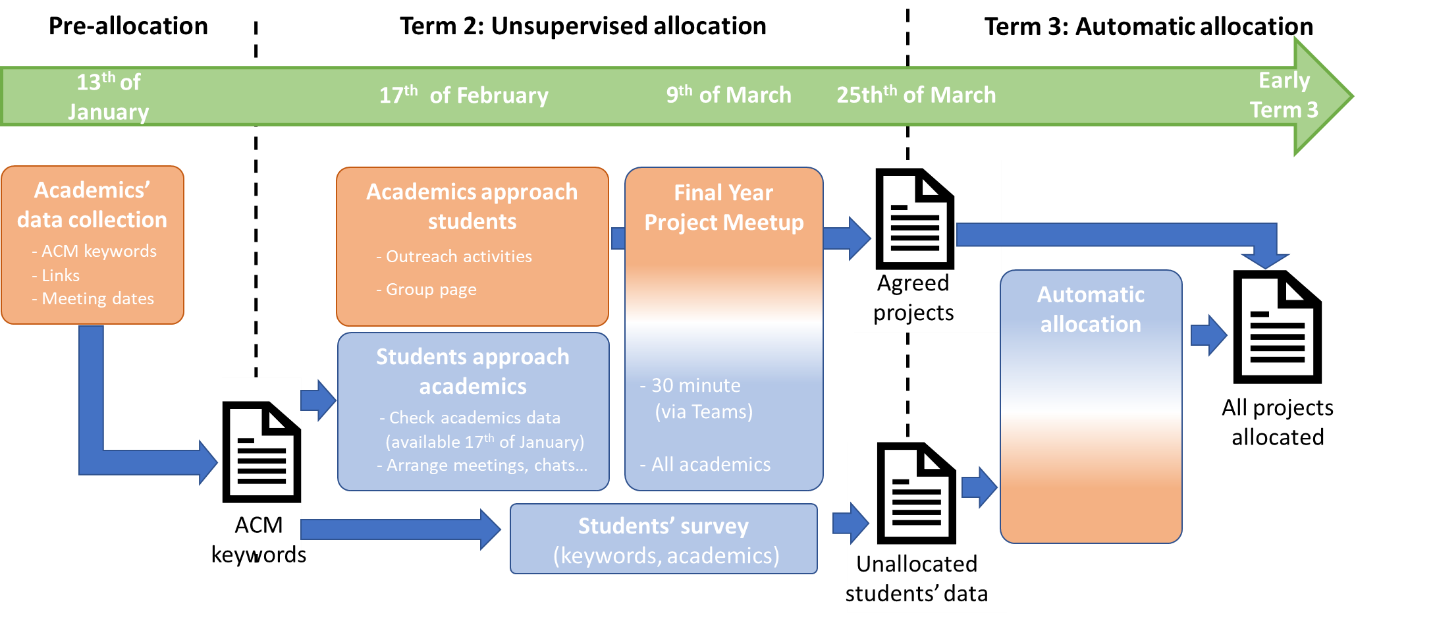 Pre-allocation
Term 2: Unsupervised allocation
Term 3: Automatic allocation
13th of
January
17th of February
9th of March
25thth of March
Early
Term 3
Academics’
data collection
- ACM keywords
- Links
- Meeting dates
Academics approach
students
- Outreach activities
- Group page
Students approach
academics
- Check academics data
(available 17th of January)
- Arrange meetings, chats…
Final Year
Project Meetup
- 30 minute
(via Teams)
- All academics
Agreed
projects
Automatic
allocation
All projects
allocated
ACM
keywords
Students’ survey
(keywords, academics)
Unallocated
students’ data